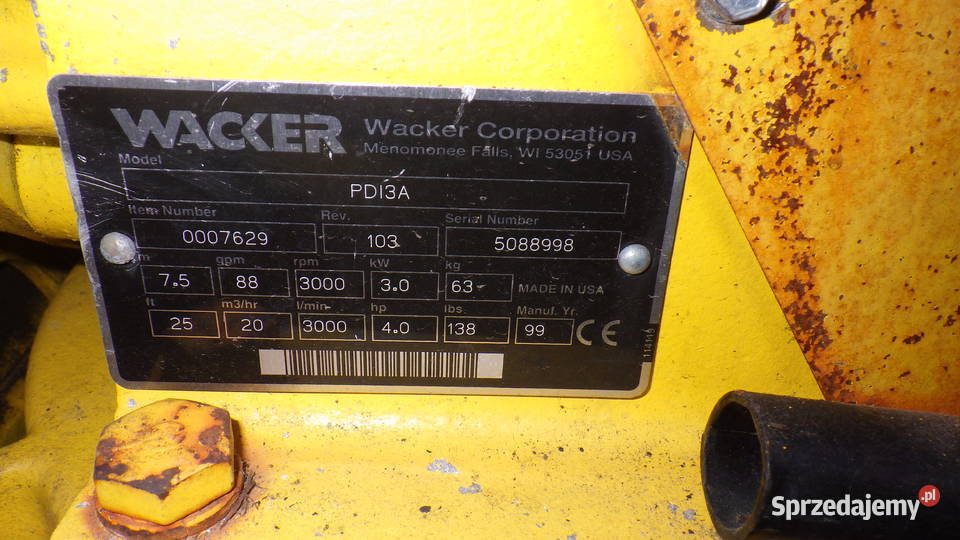 WACKER Wacker Corporation
Menomonee Falls, WI 53051 USA
Model
PDI3A
Item Number Rev. Serial Number
0007629 103 5088998
m gpm rpm kW kg
7.5 88 3000 3.0 63 MADE IN USA
ft m3/hr l/min hp lbs Manuf. Yr.
25 20 3000 4.0 138 99 CE
Sprzedajemy.pl